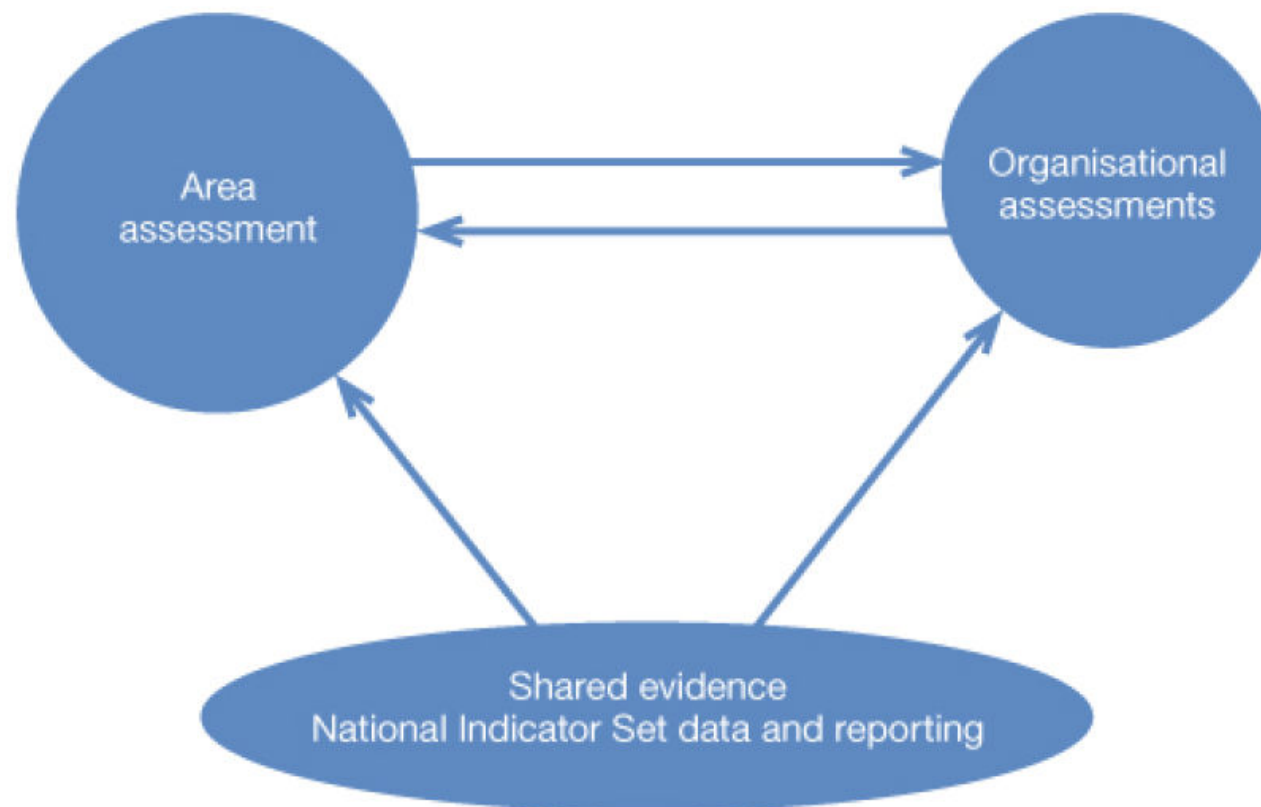 Area
assessment
Organisational
assessments
Shared evidence
National Indicator Set data and reporting